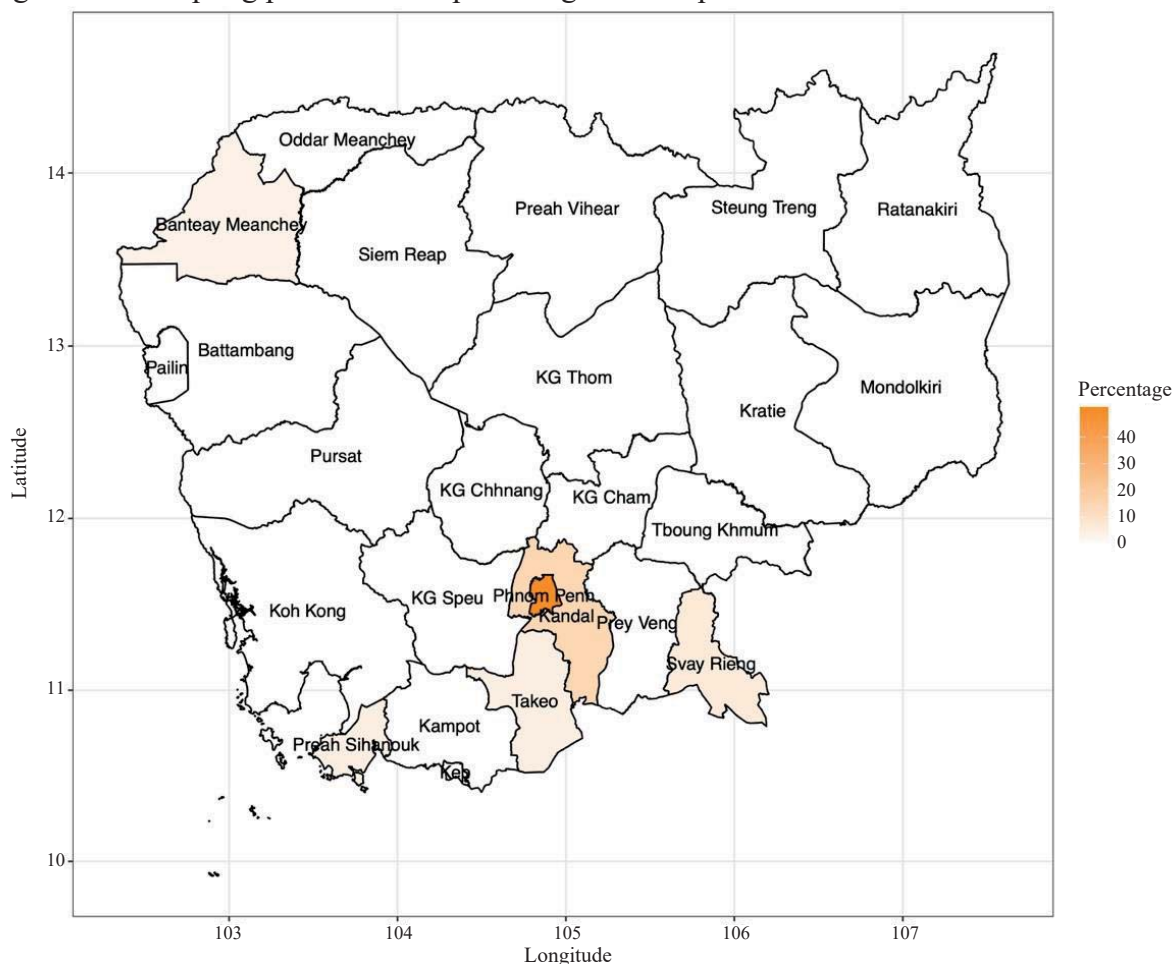 Oddar Meanchey
Banteay Meanchey
Siem Reap
Preah Vihear
Steung Treng
Ratanakiri
Pailin
Battambang
KG Thom
Kratie
Mondolkiri
Pursat
KG Chhnang
KG Cham
Tboung Khmum
Koh Kong
KG Speu
Phnom Penh
Kandal
Prey Veng
Svay Rieng
Takeo
Kampot
Preah Sihanouk
Keb
14
13
12
11
10
Latitude
103
104
105
106
107
Longitude
Percentage
40
30
20
10
0